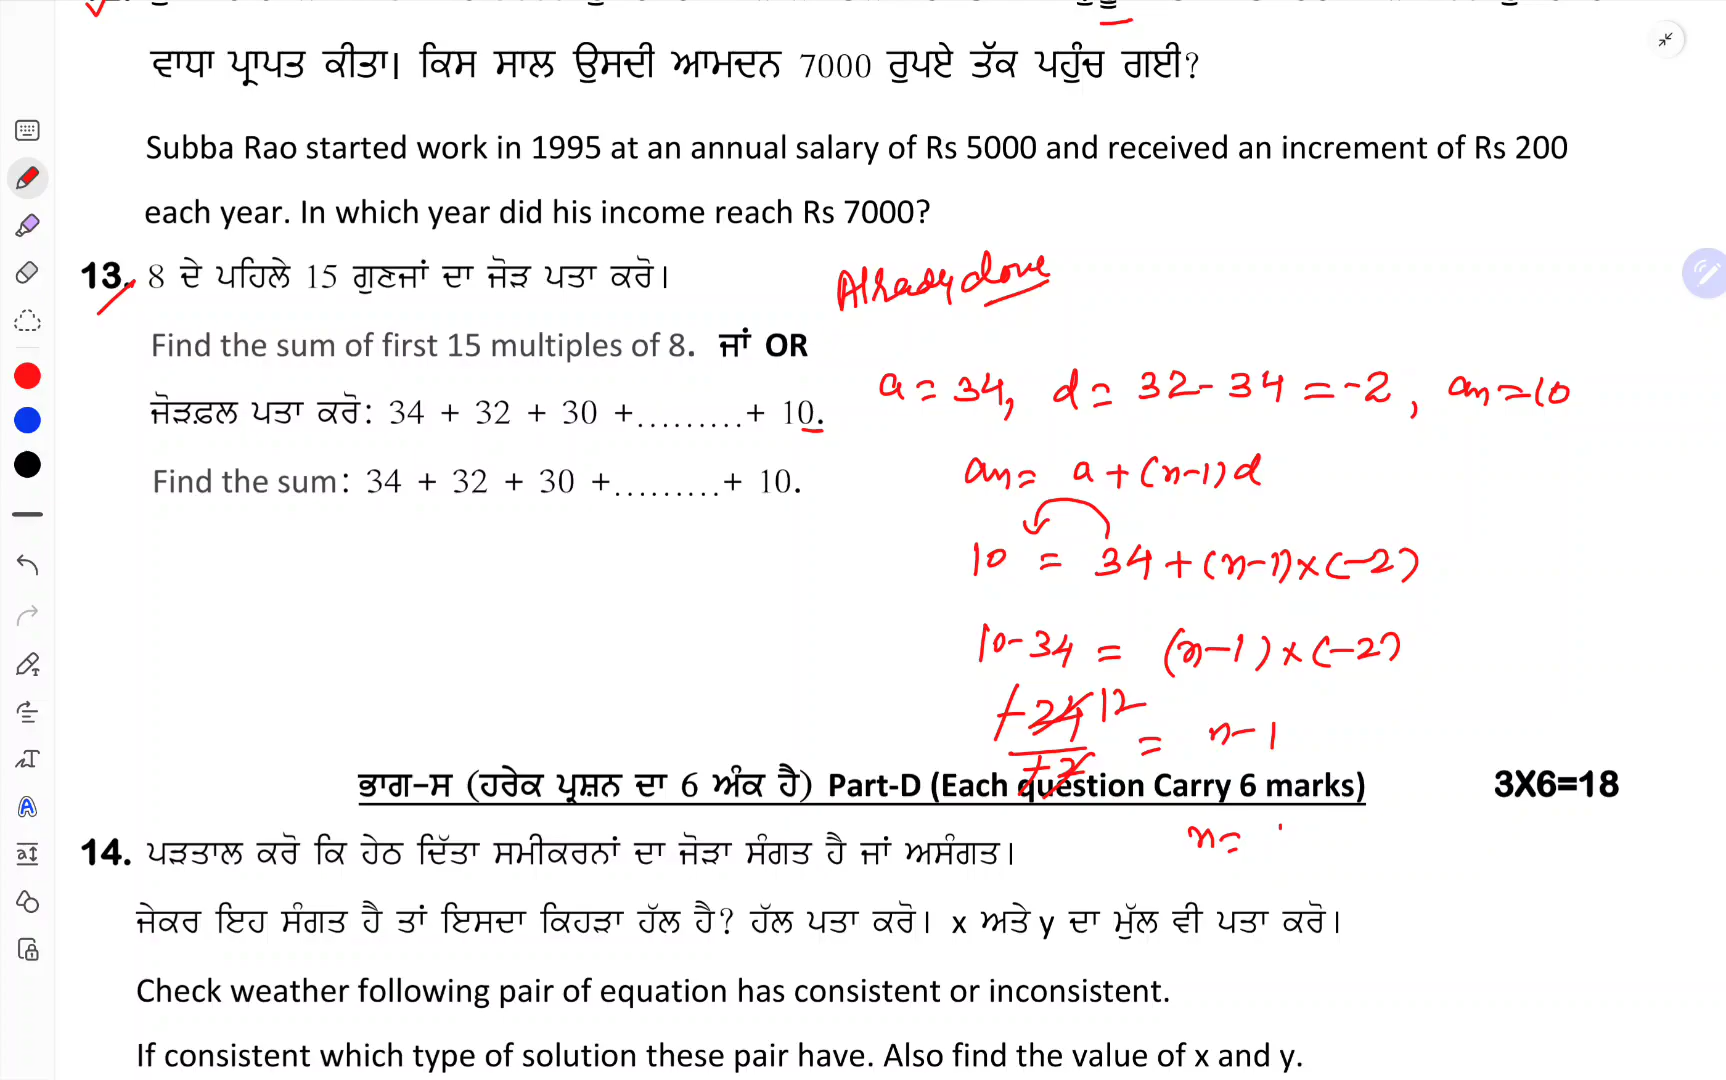 ਵਾਧਾ ਪ੍ਰਾਪਤ ਕੀਤਾ। ਕਿਸ ਸਾਲ ਉਸਦੀ ਆਮਦਨ 7000 ਰੁਪਏ ਤੱਕ ਪਹੁੰਚ ਗਈ?
Subba Rao started work in 1995 at an annual salary of Rs 5000 and received an increment of Rs 200
each year. In which year did his income reach Rs 7000?
13. 8 ਦੇ ਪਹਿਲੇ 15 ਗੁਣਜਾਂ ਦਾ ਜੋੜ ਪਤਾ ਕਰੋ।
Already done
Find the sum of first 15 multiples of 8. ਜਾਂ OR
a = 34, d = 32 - 34 = -2, an = 10
ਜੋੜਫ਼ਲ ਪਤਾ ਕਰੋ: 34 + 32 + 30 +.........+ 10.
an = a + (n-1)d
Find the sum: 34 + 32 + 30 +.........+ 10.
10 = 34 + (n-1) × (-2)
10-34 = (n-1) × (-2)
-24 12
= n-1
-2
ਭਾਗ-ਸ (ਹਰੇਕ ਪ੍ਰਸ਼ਨ ਦਾ 6 ਅੰਕ ਹੈ) Part-D (Each question Carry 6 marks) 3X6=18
n =
14. ਪੜਤਾਲ ਕਰੋ ਕਿ ਹੇਠ ਦਿੱਤਾ ਸਮੀਕਰਨਾਂ ਦਾ ਜੋੜਾ ਸੰਗਤ ਹੈ ਜਾਂ ਅਸੰਗਤ।
ਜੇਕਰ ਇਹ ਸੰਗਤ ਹੈ ਤਾਂ ਇਸਦਾ ਕਿਹੜਾ ਹੱਲ ਹੈ? ਹੱਲ ਪਤਾ ਕਰੋ। x ਅਤੇ y ਦਾ ਮੁੱਲ ਵੀ ਪਤਾ ਕਰੋ।
Check weather following pair of equation has consistent or inconsistent.
If consistent which type of solution these pair have. Also find the value of x and y.